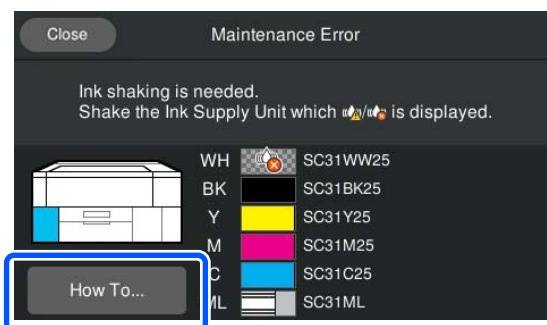 Close
Maintenance Error
Ink shaking is needed.
Shake the Ink Supply Unit which / is displayed.
WH SC31WW25
BK SC31BK25
Y SC31Y25
M SC31M25
C SC31C25
ML SC31ML
How To...